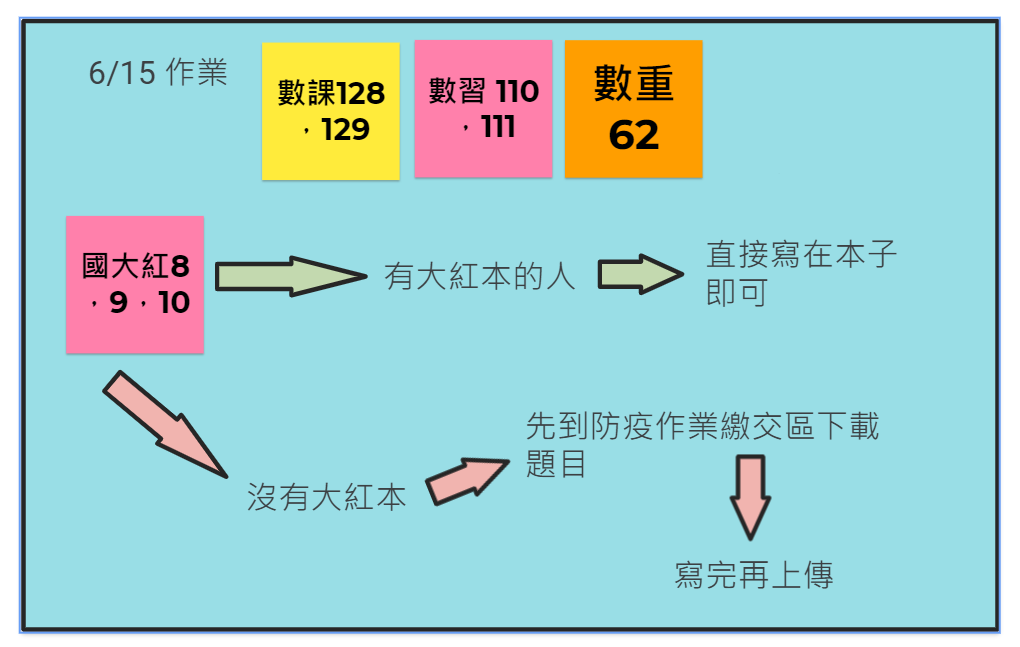 6/15 作業
數課128
，129
數習 110
，111
數重
62
國大紅8
，9，10
有大紅本的人
直接寫在本子
即可
沒有大紅本
先到防疫作業繳交區下載
題目
寫完再上傳